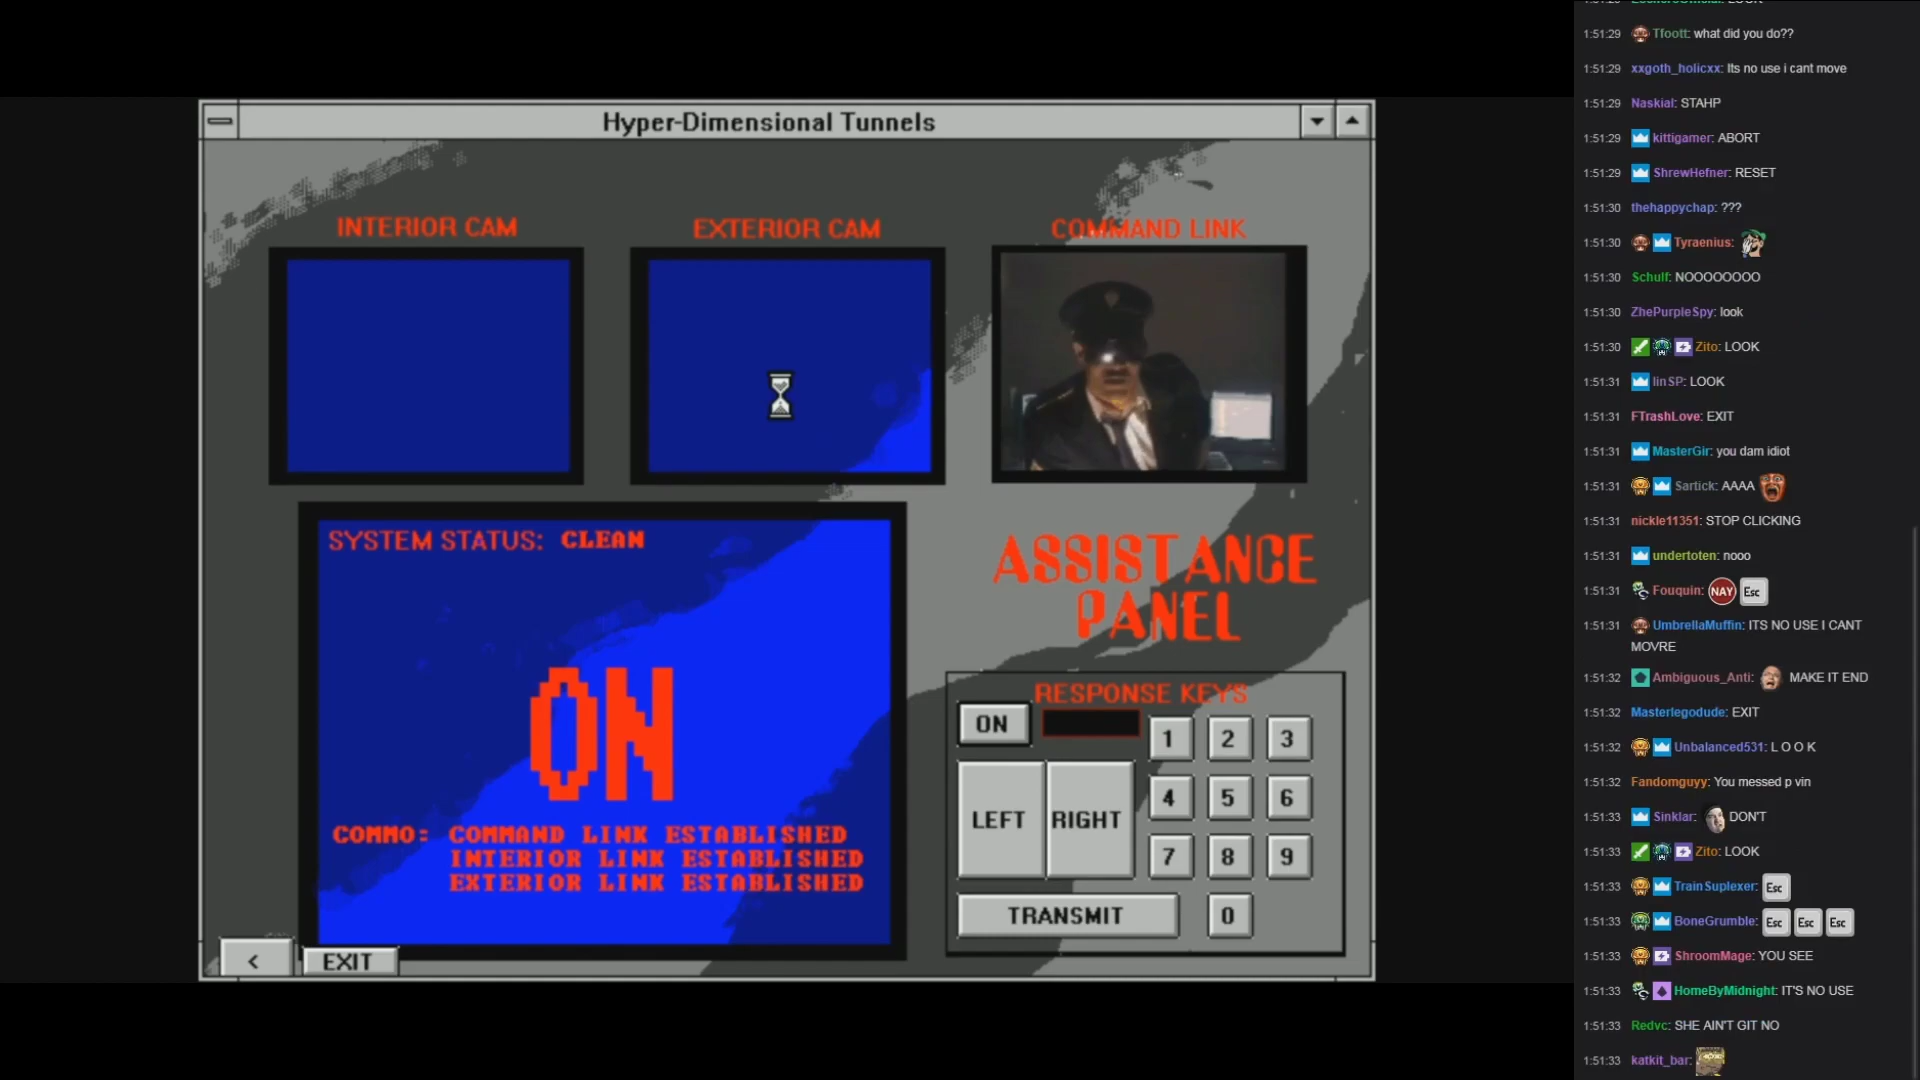 Hyper-Dimensional Tunnels
INTERIOR CAM
EXTERIOR CAM
COMMAND LINK
SYSTEM STATUS: CLEAN
ON
COMMO: COMMAND LINK ESTABLISHED
INTERIOR LINK ESTABLISHED
EXTERIOR LINK ESTABLISHED
< EXIT
ASSISTANCE
PANEL
RESPONSE KEYS
ON
1 2 3
LEFT RIGHT
4 5 6
7 8 9
TRANSMIT 0
1:51:29 Tfoott: what did you do??
1:51:29 xxgoth_holicxx: Its no use i cant move
1:51:29 Naskial: STAHP
1:51:29 kittigamer: ABORT
1:51:29 ShrewHefner: RESET
1:51:30 thehappychap: ???
1:51:30 Tyraenius:
1:51:30 Schulf: NOOOOOOOO
1:51:30 ZhePurpleSpy: look
1:51:30 Zito: LOOK
1:51:31 linSP: LOOK
1:51:31 FTrashLove: EXIT
1:51:31 MasterGir: you dam idiot
1:51:31 Sartick: AAAA
1:51:31 nickle11351: STOP CLICKING
1:51:31 undertoten: nooo
1:51:31 Fouquin: NAY Esc
1:51:31 UmbrellaMuffin: ITS NO USE I CANT
MOVRE
1:51:32 Ambiguous_Anti: MAKE IT END
1:51:32 Masterlegodude: EXIT
1:51:32 Unbalanced531: L O O K
1:51:32 Fandomguyy: You messed p vin
1:51:33 Sinklar: DON'T
1:51:33 Zito: LOOK
1:51:33 TrainSuplexer: Esc
1:51:33 BoneGrumble: Esc Esc Esc
1:51:33 ShroomMage: YOU SEE
1:51:33 HomeByMidnight: IT'S NO USE
1:51:33 Redvc: SHE AIN'T GIT NO
1:51:33 katkit_bar: